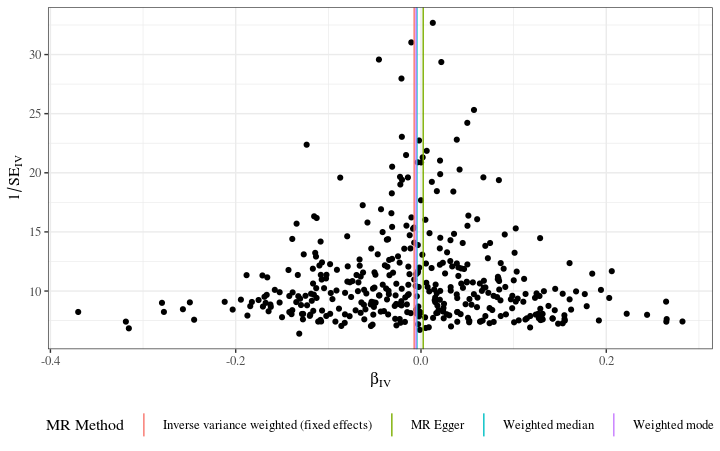 30
25
20
15
10
1/SE_IV
-0.4
-0.2
0.0
0.2
β_IV
MR Method
Inverse variance weighted (fixed effects)
MR Egger
Weighted median
Weighted mode